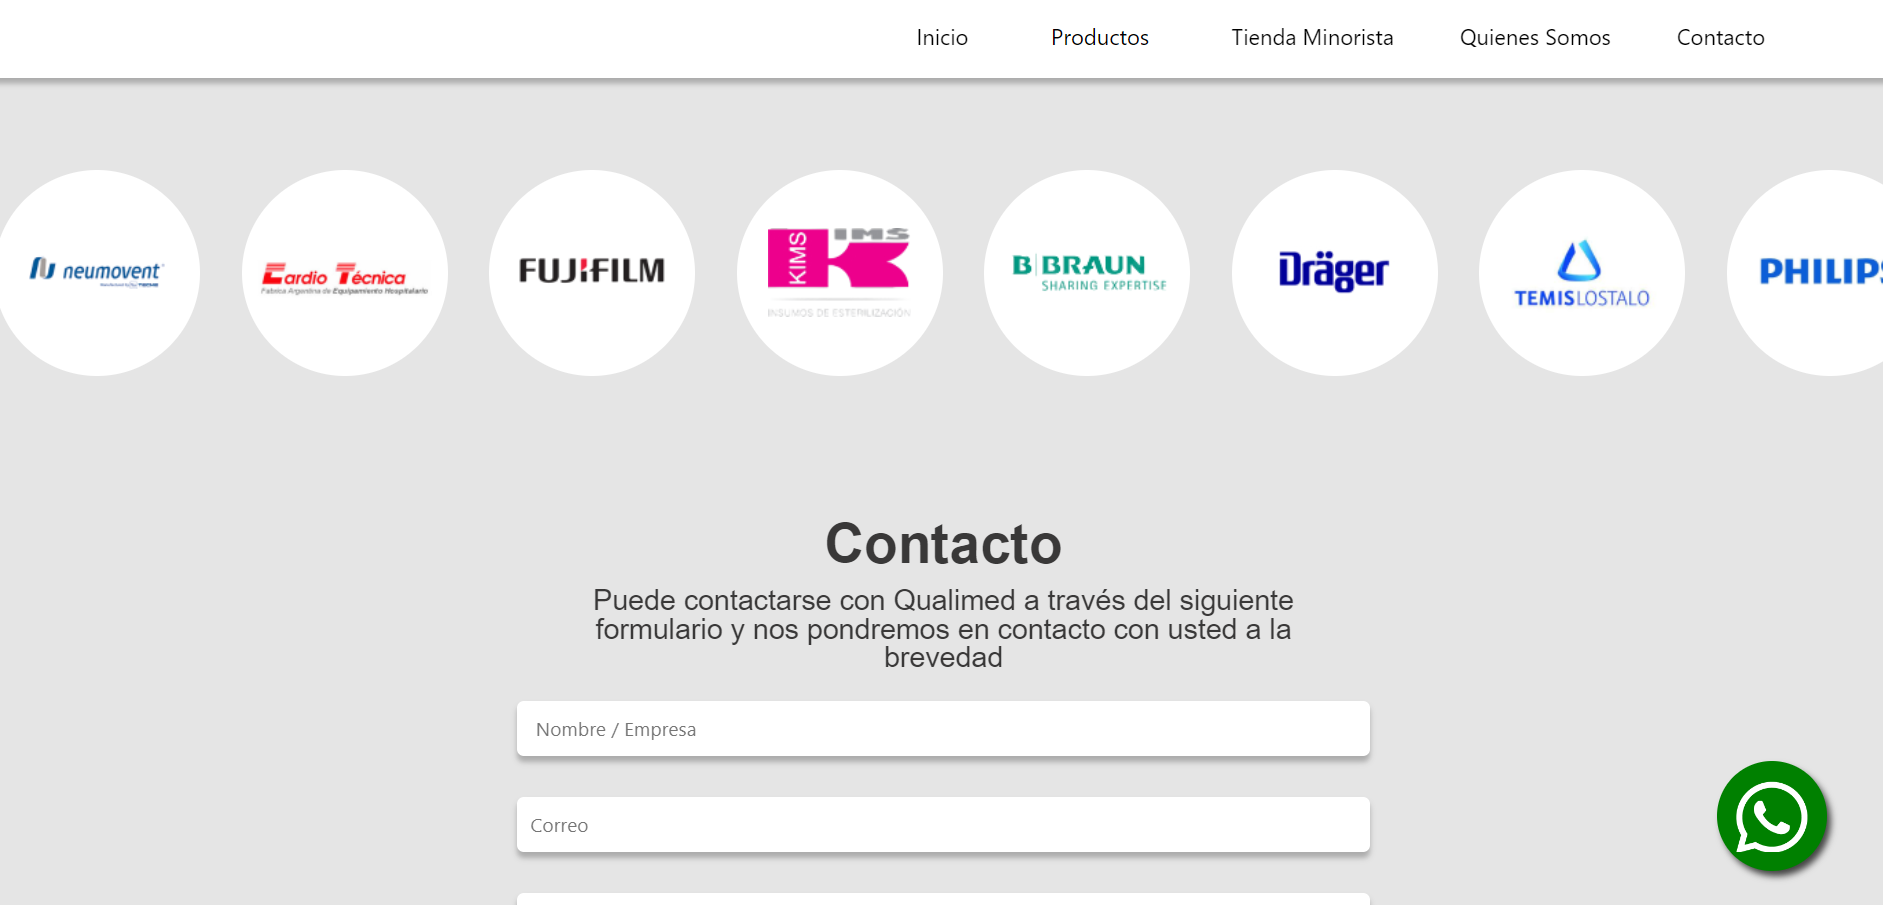 Inicio Productos Tienda Minorista Quienes Somos Contacto
neumovent
Cardio Técnica
Fabrica Argentina de Equipamiento Hospitalario
FUJIFILM
KIMS IMS
INSUMOS DE ESTERILIZACIÓN
B BRAUN
SHARING EXPERTISE
Dräger
TEMISLOSTALO
PHILIPS
Contacto
Puede contactarse con Qualimed a través del siguiente
formulario y nos pondremos en contacto con usted a la
brevedad
Nombre / Empresa
Correo